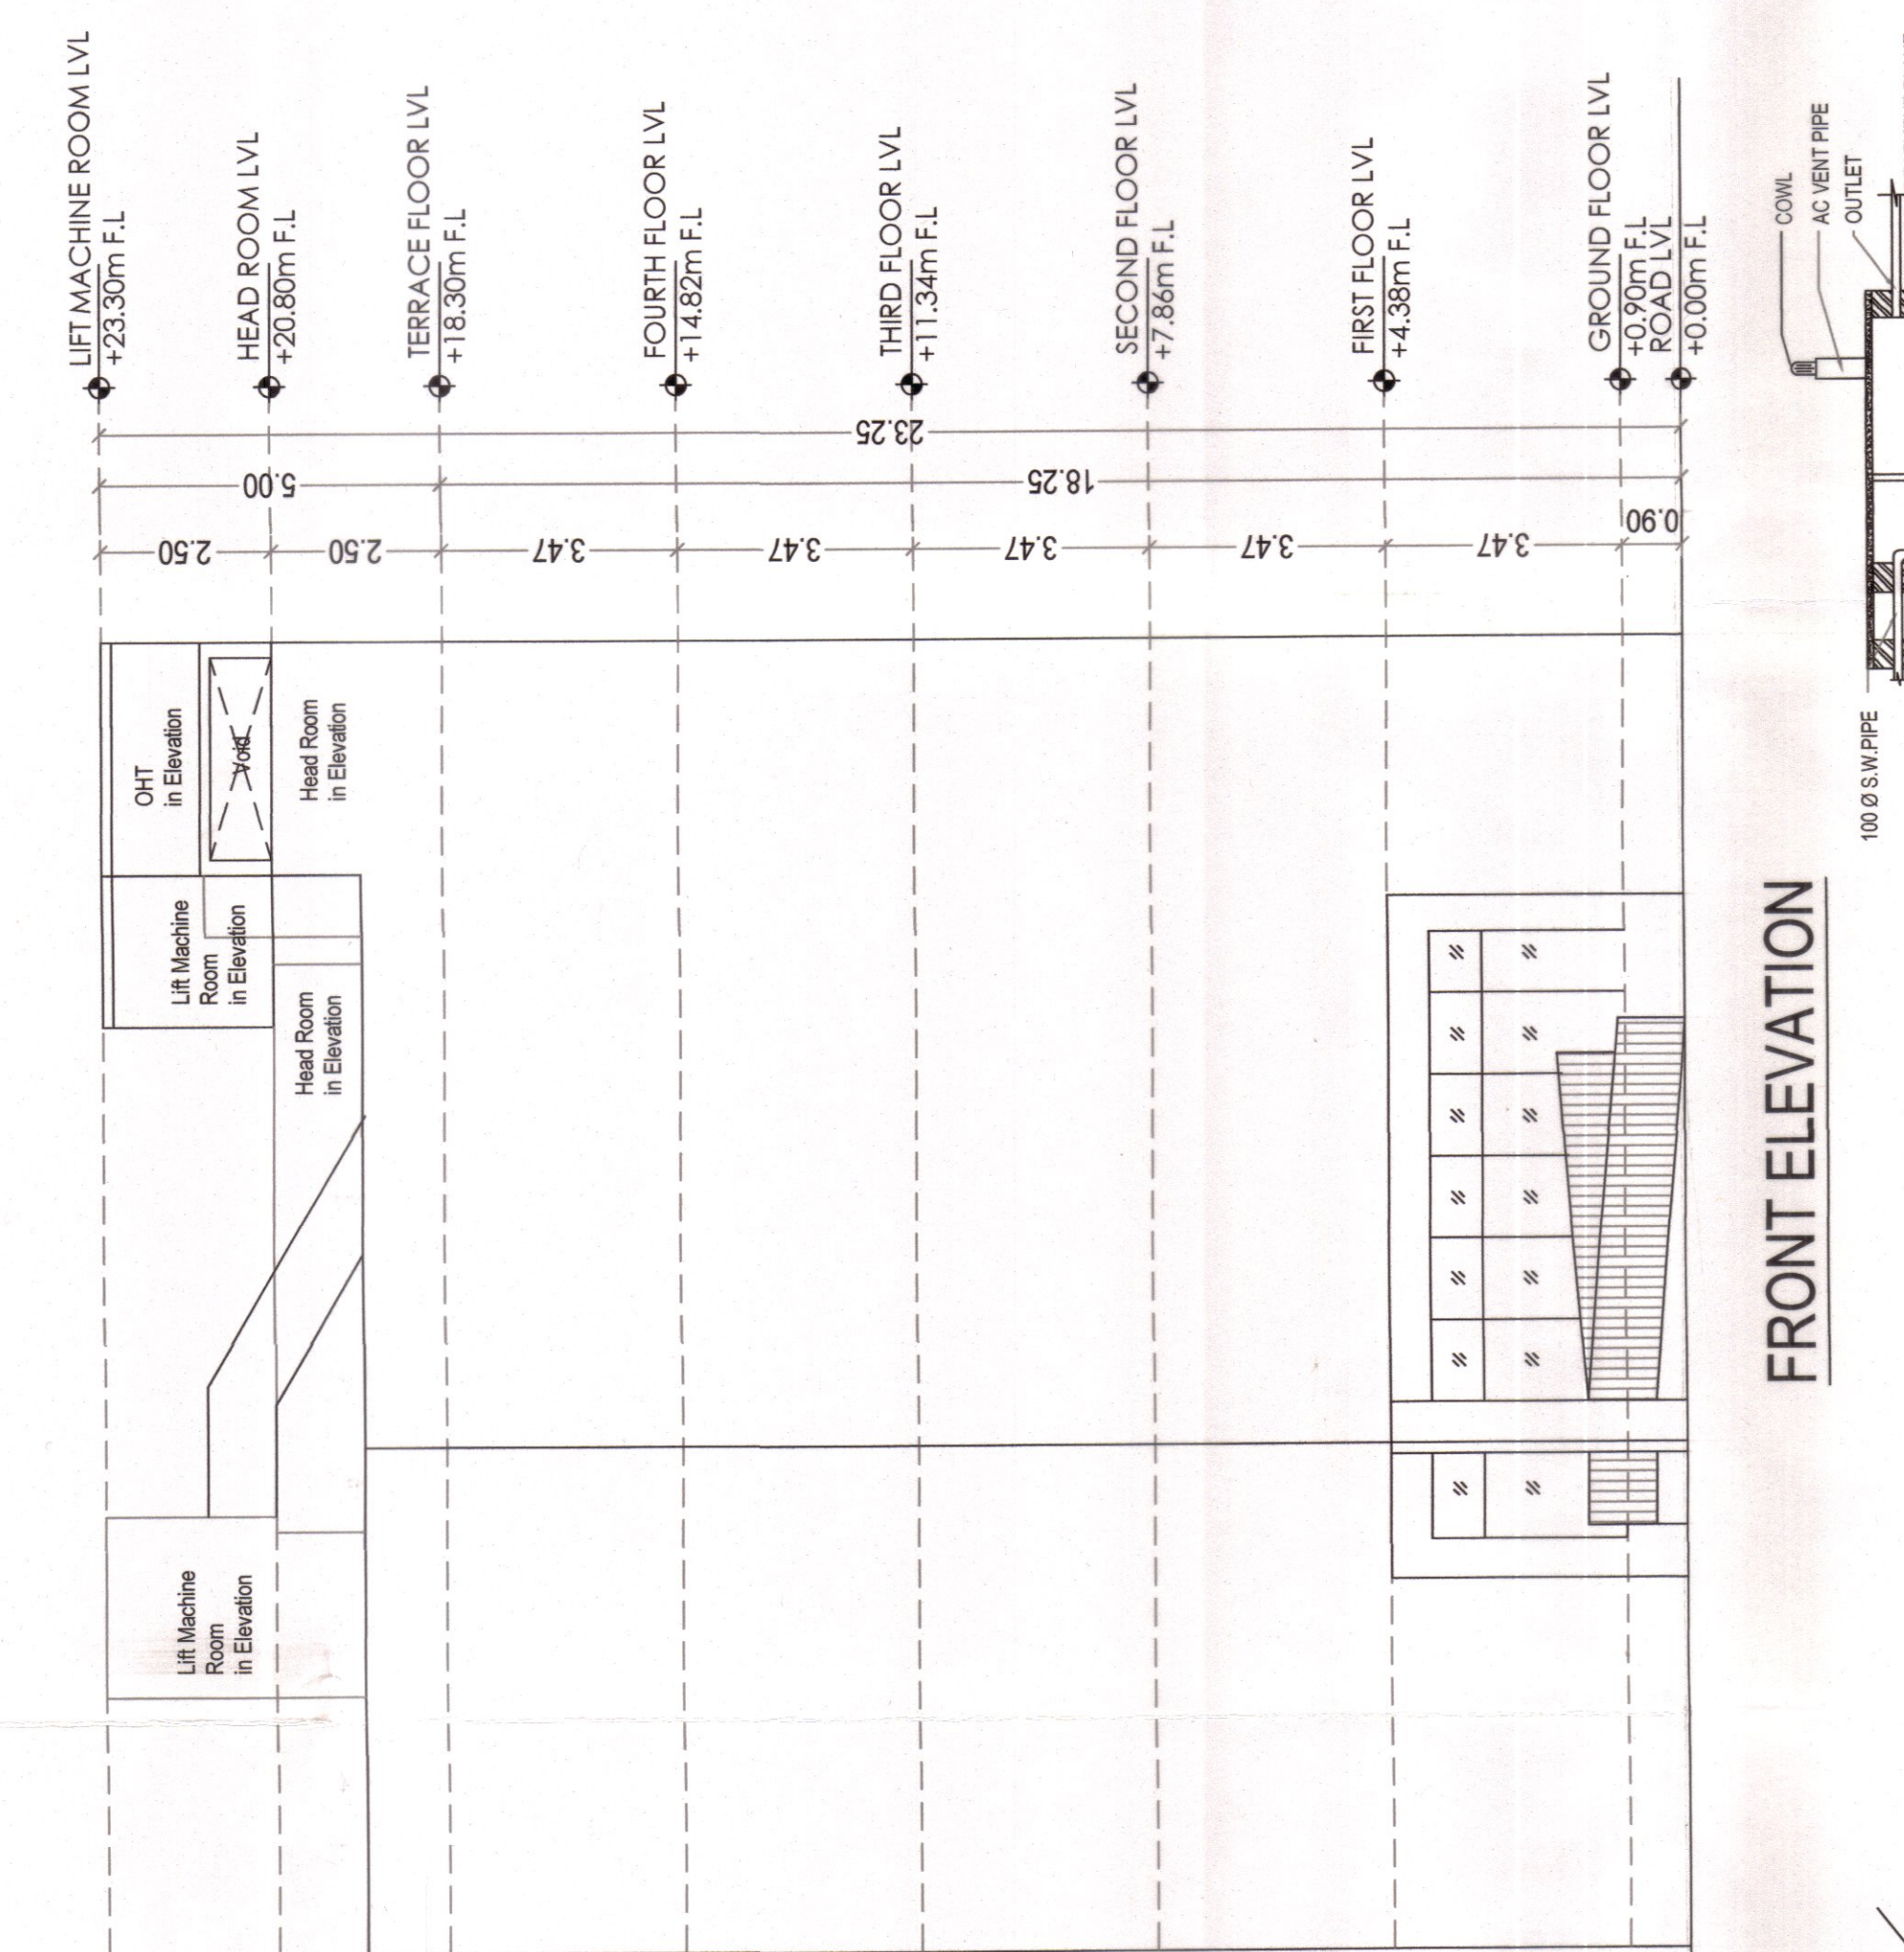 LIFT MACHINE ROOM LVL
+23.30m F.L
HEAD ROOM LVL
+20.80m F.L
TERRACE FLOOR LVL
+18.30m F.L
FOURTH FLOOR LVL
+14.82m F.L
THIRD FLOOR LVL
+11.34m F.L
SECOND FLOOR LVL
+7.86m F.L
FIRST FLOOR LVL
+4.38m F.L
GROUND FLOOR LVL
+0.90m F.L
ROAD LVL
+0.00m F.L
23.25
5.00
18.25
2.50
2.50
3.47
3.47
3.47
3.47
3.47
0.90
OHT
in Elevation
Void
Head Room
in Elevation
Lift Machine
Room
in Elevation
Head Room
in Elevation
Lift Machine
Room
in Elevation
FRONT ELEVATION
COWL
AC VENT PIPE
OUTLET
100 Ø S.W.PIPE